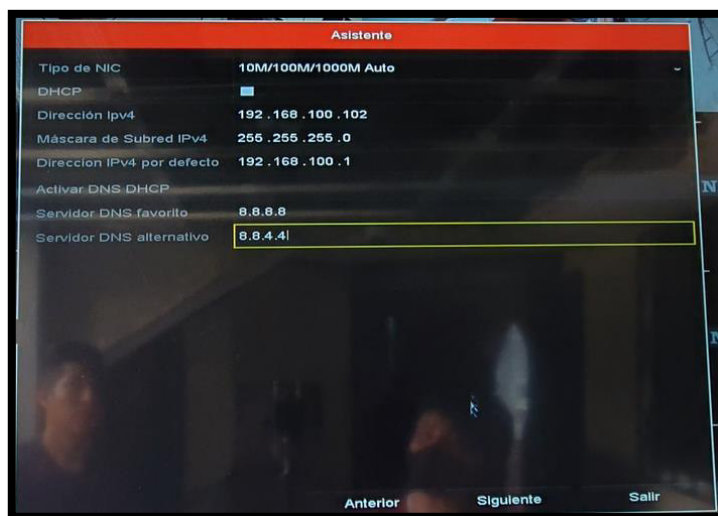 Asistente
Tipo de NIC 10M/100M/1000M Auto
DHCP
Dirección Ipv4 192.168.100.102
Máscara de Subred IPv4 255.255.255.0
Direccion IPv4 por defecto 192.168.100.1
Activar DNS DHCP
Servidor DNS favorito 8.8.8.8
Servidor DNS alternativo 8.8.4.4
Anterior Siguiente Salir
N